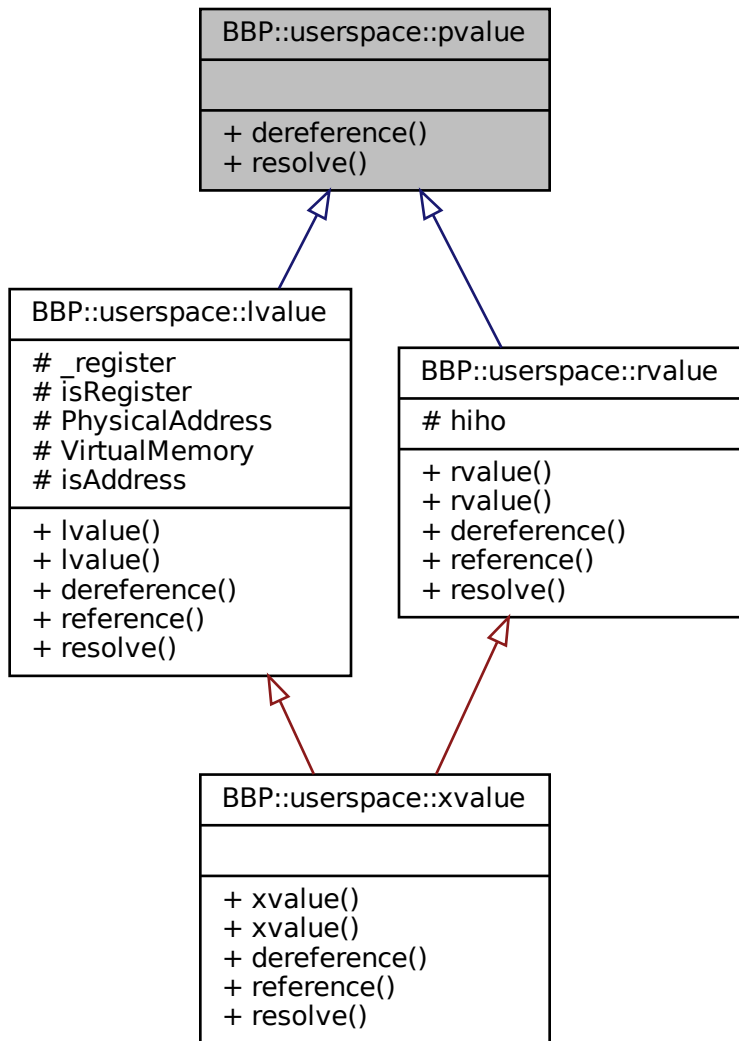 BBP::userspace::pvalue
+ dereference()
+ resolve()
BBP::userspace::lvalue
# _register
# isRegister
# PhysicalAddress
# VirtualMemory
# isAddress
+ lvalue()
+ lvalue()
+ dereference()
+ reference()
+ resolve()
BBP::userspace::rvalue
# hiho
+ rvalue()
+ rvalue()
+ dereference()
+ reference()
+ resolve()
BBP::userspace::xvalue
+ xvalue()
+ xvalue()
+ dereference()
+ reference()
+ resolve()